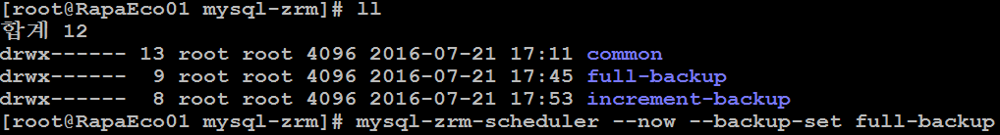 [root@RapaEco01 mysql-zrm]# ll
합계 12
drwx------ 13 root root 4096 2016-07-21 17:11 common
drwx------  9 root root 4096 2016-07-21 17:45 full-backup
drwx------  8 root root 4096 2016-07-21 17:53 increment-backup
[root@RapaEco01 mysql-zrm]# mysql-zrm-scheduler --now --backup-set full-backup